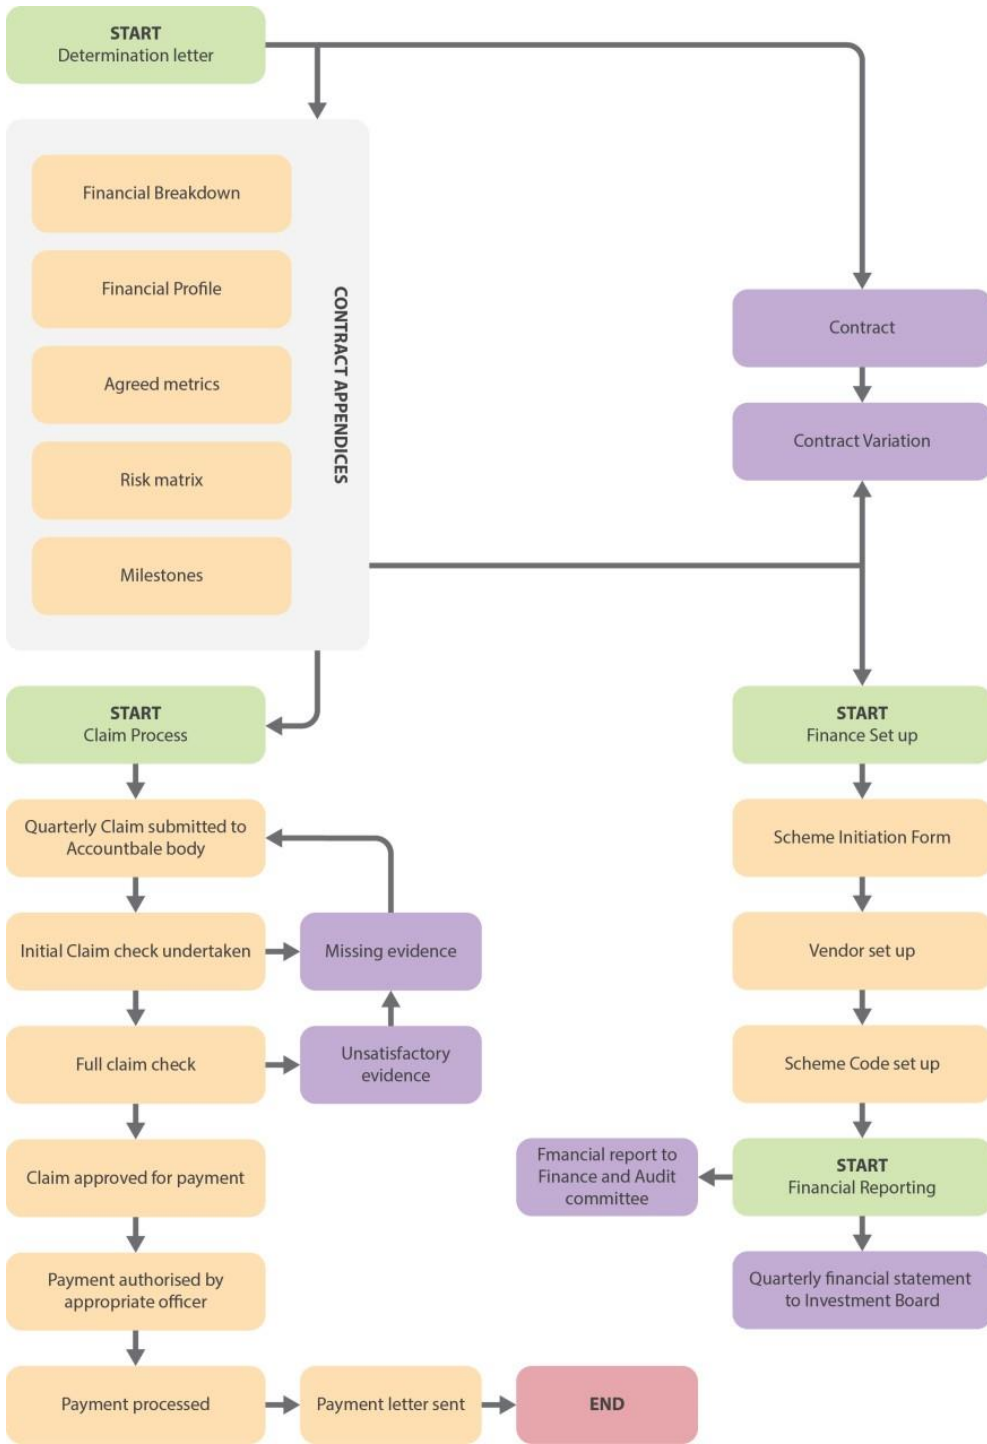 START
Determination letter
Financial Breakdown
Financial Profile
Agreed metrics
Risk matrix
Milestones
CONTRACT APPENDICES
Contract
Contract Variation
START
Claim Process
Quarterly Claim submitted to
Accountbale body
Initial Claim check undertaken
Missing evidence
Full claim check
Unsatisfactory
evidence
Claim approved for payment
Payment authorised by
appropriate officer
Payment processed
Payment letter sent
END
START
Finance Set up
Scheme Initiation Form
Vendor set up
Scheme Code set up
START
Financial Reporting
Fmancial report to
Finance and Audit
committee
Quarterly financial statement
to Investment Board